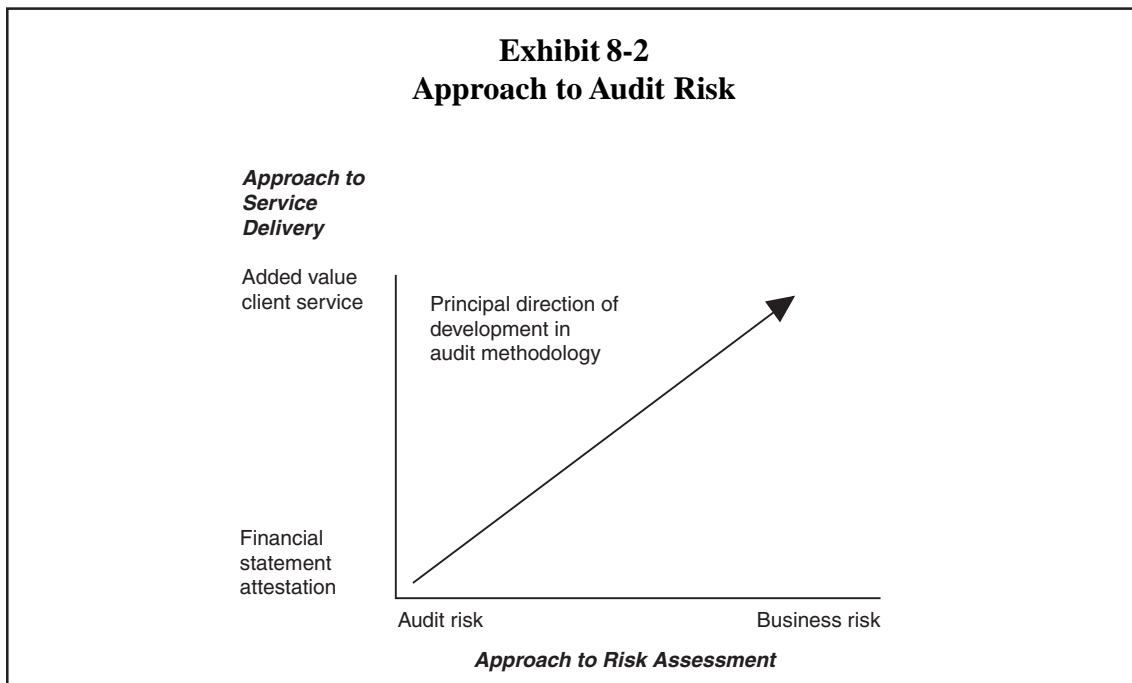 Exhibit 8-2
Approach to Audit Risk
Approach to
Service
Delivery
Added value
client service
Principal direction of
development in
audit methodology
Financial
statement
attestation
Audit risk
Business risk
Approach to Risk Assessment